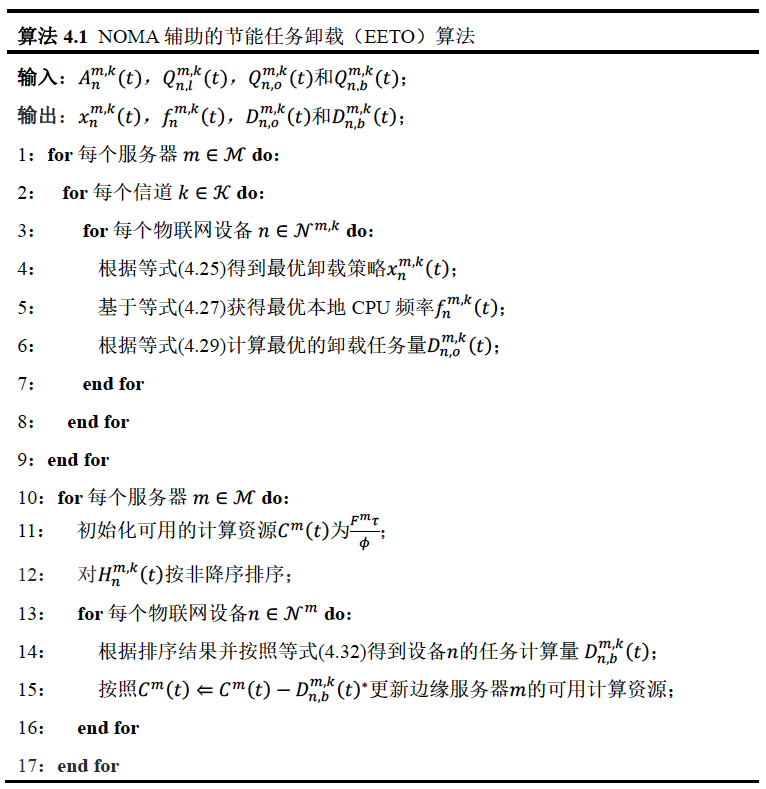 算法 4.1 NOMA 辅助的节能任务卸载（EETO）算法
输入：$A_n^{m,k}(t)$，$Q_{n,l}^{m,k}(t)$，$Q_{n,o}^{m,k}(t)$和$Q_{n,b}^{m,k}(t)$；
输出：$x_n^{m,k}(t)$，$f_n^{m,k}(t)$，$D_{n,o}^{m,k}(t)$和$D_{n,b}^{m,k}(t)$；
1：for 每个服务器 $m \in \mathcal{M}$ do：
2： for 每个信道 $k \in \mathcal{K}$ do：
3： for 每个物联网设备 $n \in \mathcal{N}^{m,k}$ do：
4： 根据等式(4.25)得到最优卸载策略$x_n^{m,k}(t)$；
5： 基于等式(4.27)获得最优本地 CPU 频率$f_n^{m,k}(t)$；
6： 根据等式(4.29)计算最优的卸载任务量$D_{n,o}^{m,k}(t)$；
7： end for
8： end for
9：end for
10：for 每个服务器 $m \in \mathcal{M}$ do：
11： 初始化可用的计算资源$C^m(t)$为$\frac{F^m\tau}{\phi}$；
12： 对$H_n^{m,k}(t)$按非降序排序；
13： for 每个物联网设备$n \in \mathcal{N}^m$ do：
14： 根据排序结果并按照等式(4.32)得到设备$n$的任务计算量 $D_{n,b}^{m,k}(t)$；
15： 按照$C^m(t) \Leftarrow C^m(t) - D_{n,b}^{m,k}(t)^*$更新边缘服务器$m$的可用计算资源；
16： end for
17：end for